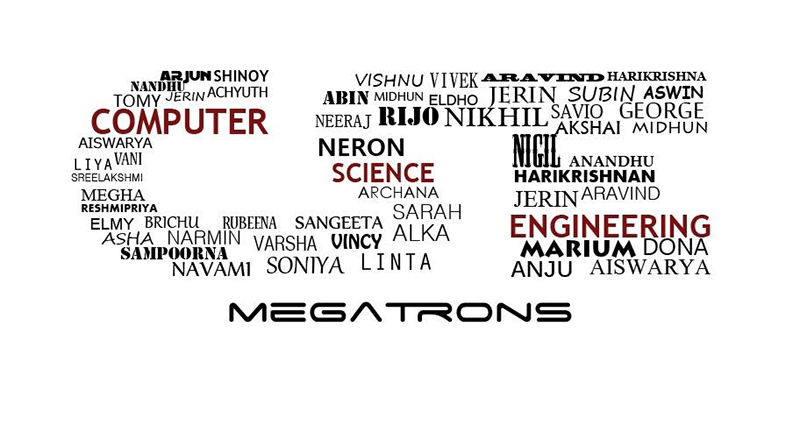 ARJUN SHINOY VISHNU VIVEK ARAVIND HARIKRISHNA
NANDHU
TOMY JERIN ACHYUTH ABIN MIDHUN ELDHO JERIN SUBIN ASWIN
COMPUTER NEERAJ RIJO NIKHIL SAVIO GEORGE
AKSHAI MIDHUN
AISWARYA NERON NIGIL ANANDHU
LIYA VANI SCIENCE HARIKRISHNAN
SREELAKSHMI
MEGHA ARCHANA JERIN ARAVIND
RESHMIPRIYA SARAH
ELMY BRICHU RUBEENA SANGEETA ENGINEERING
ASHA NARMIN VARSHA VINCY ALKA MARIUM DONA
SAMPOORNA
NAVAMI SONIYA LINTA ANJU AISWARYA
MEGATRONS